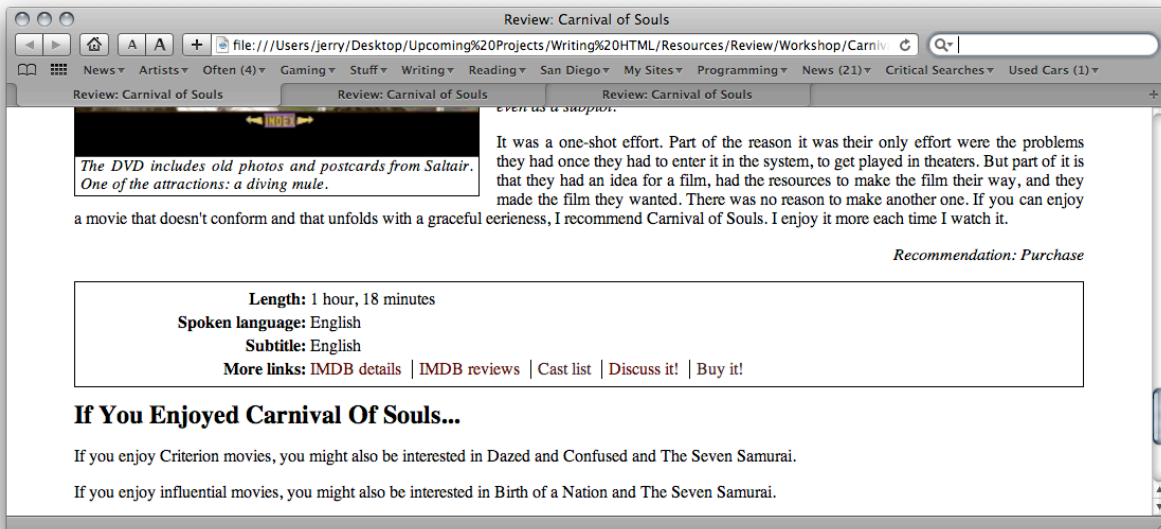 Review: Carnival of Souls
A A + file:///Users/jerry/Desktop/Upcoming%20Projects/Writing%20HTML/Resources/Review/Workshop/Carniv
News Artists Often (4) Gaming Stuff Writing Reading San Diego My Sites Programming News (21) Critical Searches Used Cars (1)
Review: Carnival of Souls Review: Carnival of Souls Review: Carnival of Souls
even as a subplot.
INDEX
The DVD includes old photos and postcards from Saltair.
One of the attractions: a diving mule.
It was a one-shot effort. Part of the reason it was their only effort were the problems
they had once they had to enter it in the system, to get played in theaters. But part of it is
that they had an idea for a film, had the resources to make the film their way, and they
made the film they wanted. There was no reason to make another one. If you can enjoy
a movie that doesn't conform and that unfolds with a graceful eeriness, I recommend Carnival of Souls. I enjoy it more each time I watch it.
Recommendation: Purchase
Length: 1 hour, 18 minutes
Spoken language: English
Subtitle: English
More links: IMDB details | IMDB reviews | Cast list | Discuss it! | Buy it!
If You Enjoyed Carnival Of Souls...
If you enjoy Criterion movies, you might also be interested in Dazed and Confused and The Seven Samurai.
If you enjoy influential movies, you might also be interested in Birth of a Nation and The Seven Samurai.